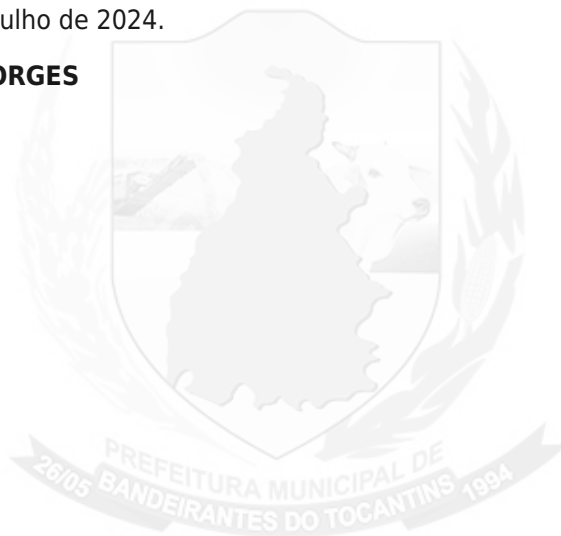 ulho de 2024.
ORGES
PREFEITURA MUNICIPAL DE
26/05 BANDEIRANTES DO TOCANTINS 1994